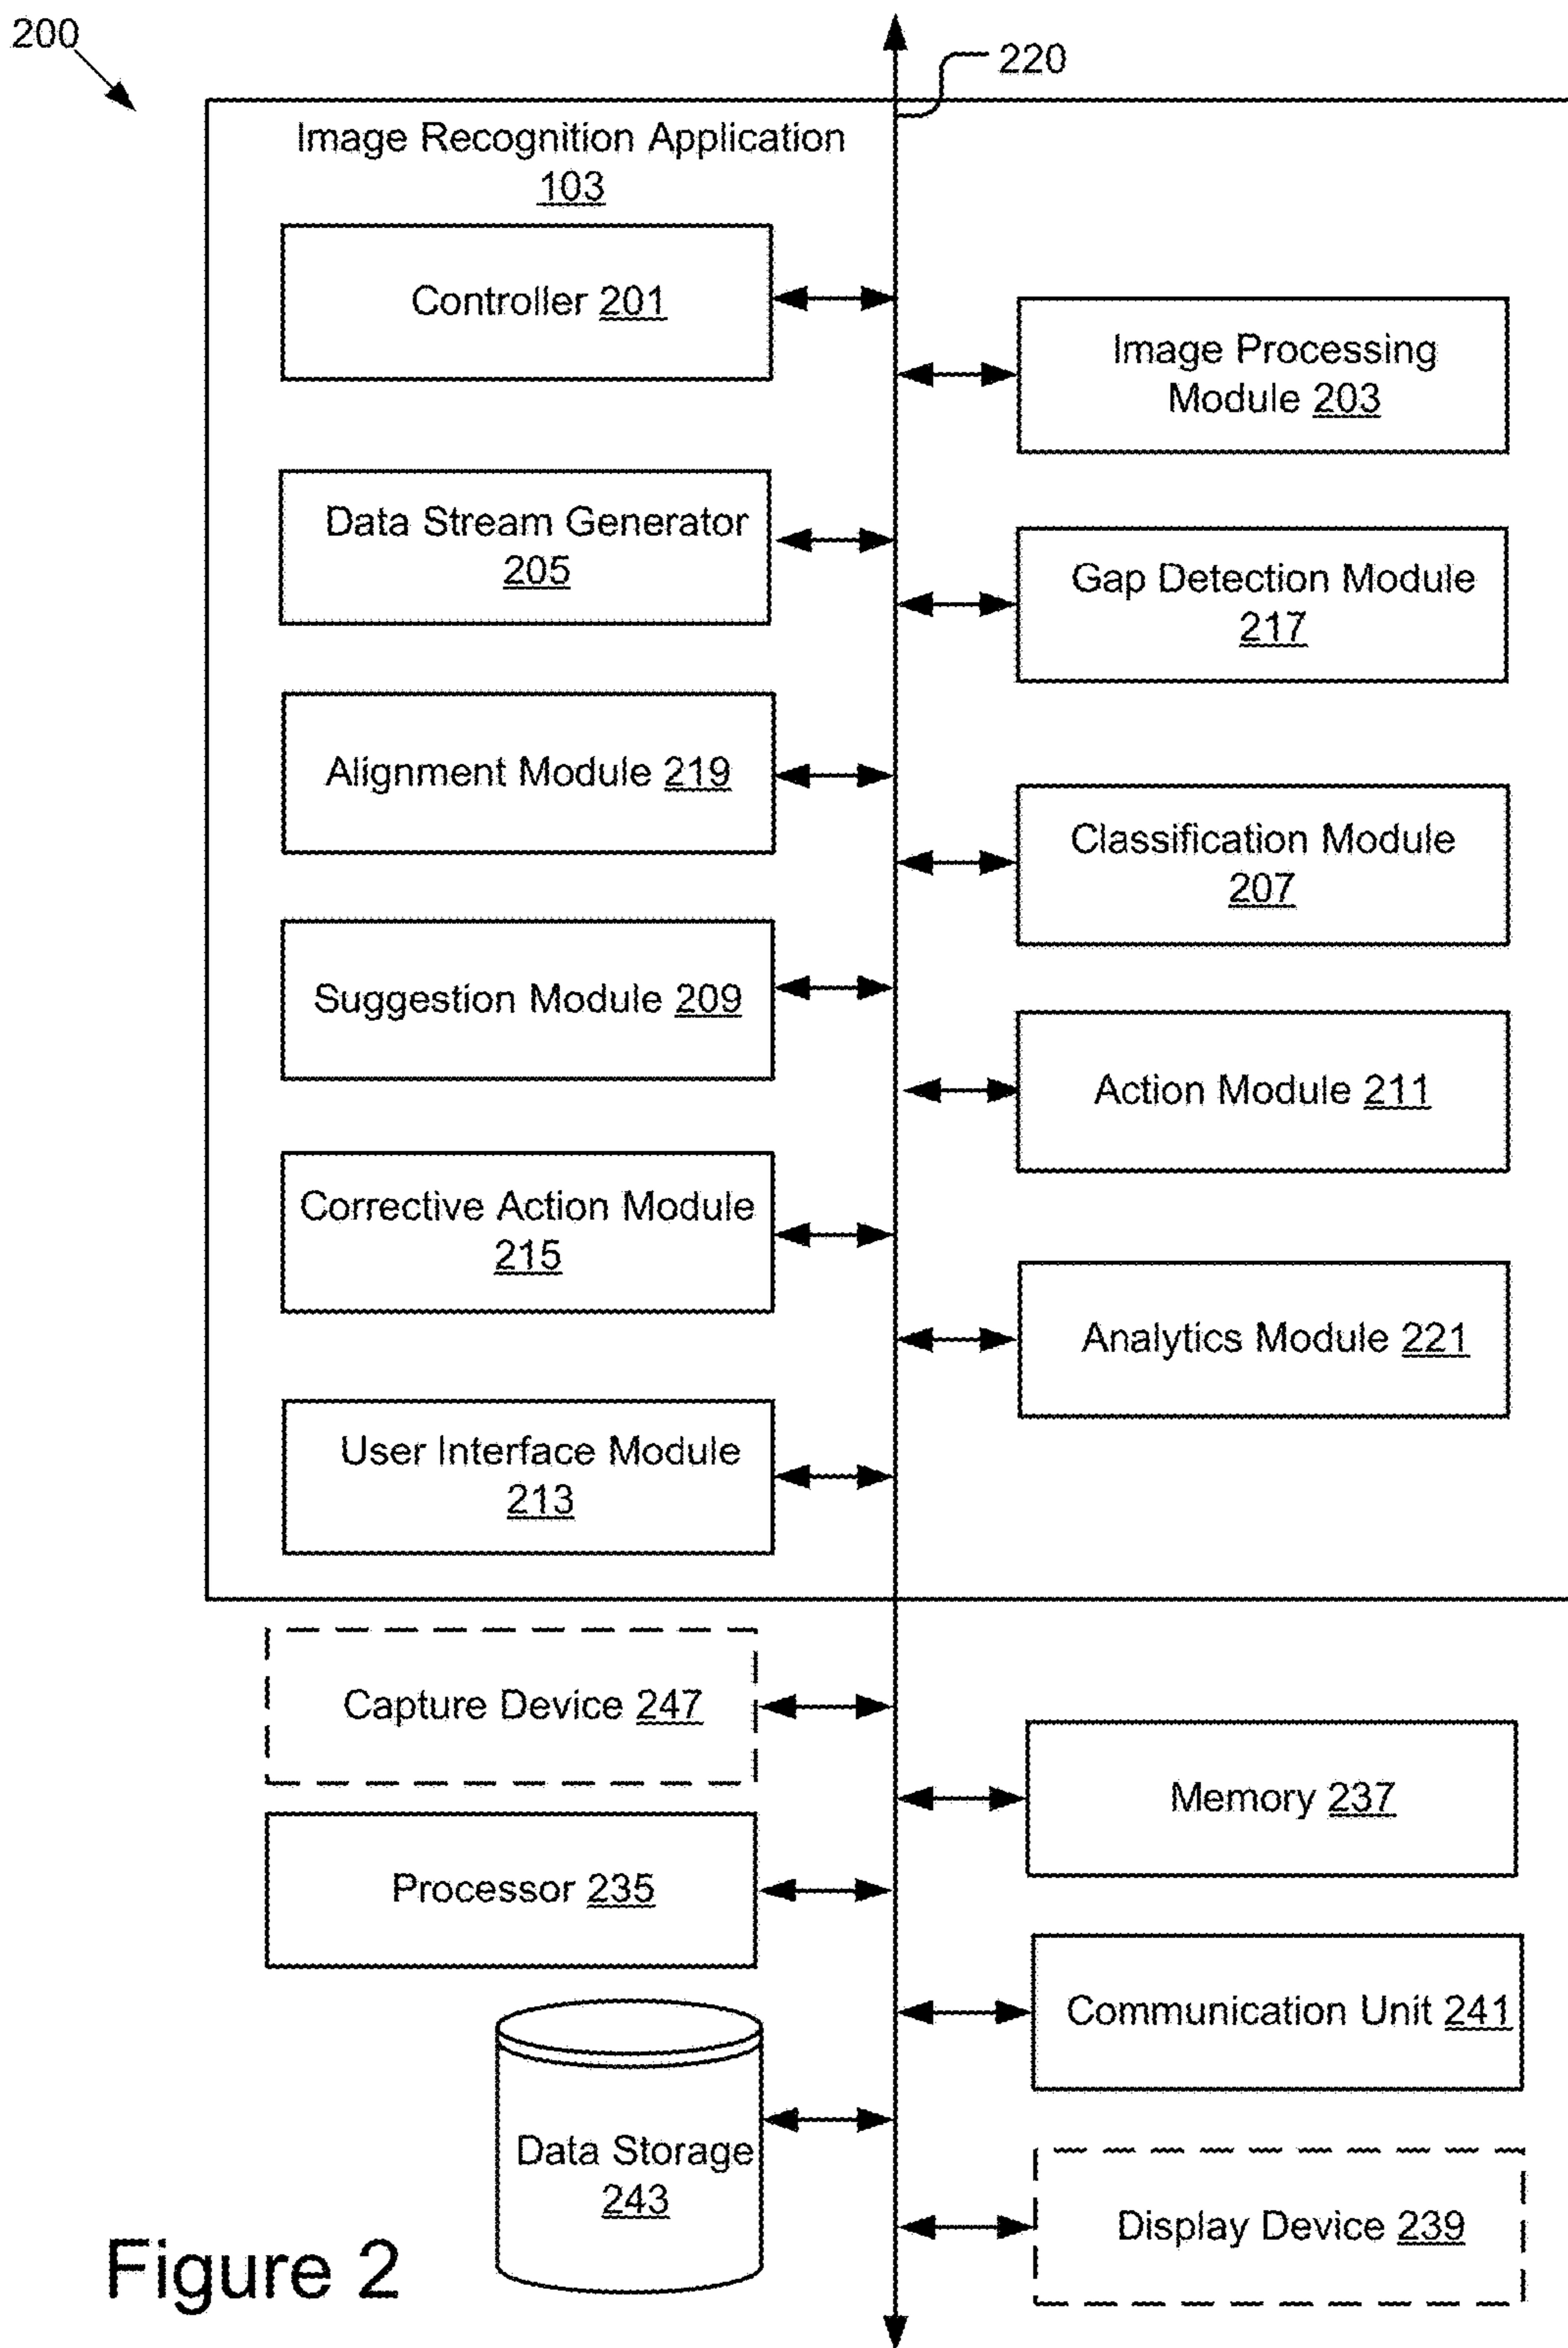 200
220
Image Recognition Application
103
Controller 201
Image Processing
Module 203
Data Stream Generator
205
Gap Detection Module
217
Alignment Module 219
Classification Module
207
Suggestion Module 209
Action Module 211
Corrective Action Module
215
Analytics Module 221
User Interface Module
213
Capture Device 247
Memory 237
Processor 235
Communication Unit 241
Data Storage
243
Display Device 239
Figure 2